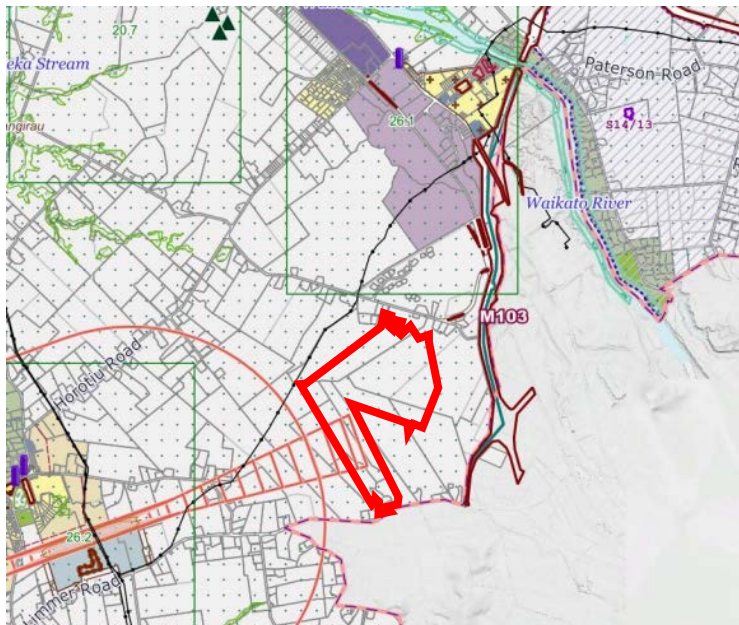 20.7
eka Stream
angirau
26.1
Paterson Road
S14/13
Waikato River
M103
Horotiu Road
26.2
immer Road